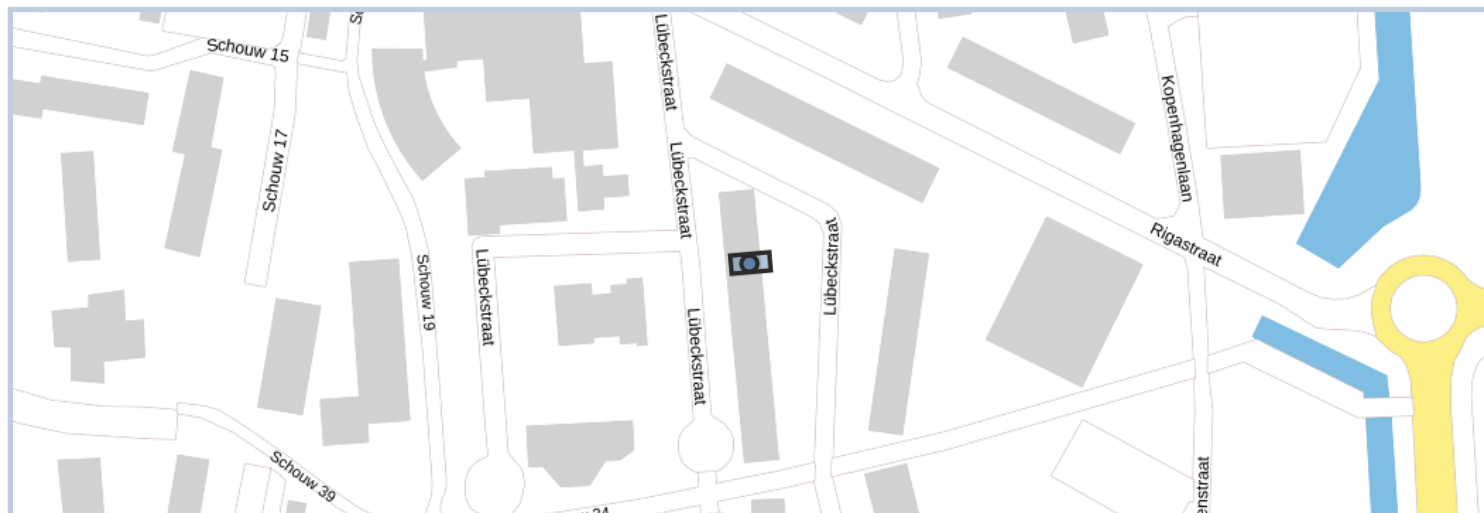 Lübeckstraat
Schouw 15
Kopenhagenlaan
Schouw 17
Lübeckstraat
Lübeckstraat
Rigastraat
Lübeckstraat
Schouw 19
Lübeckstraat
Schouw 39